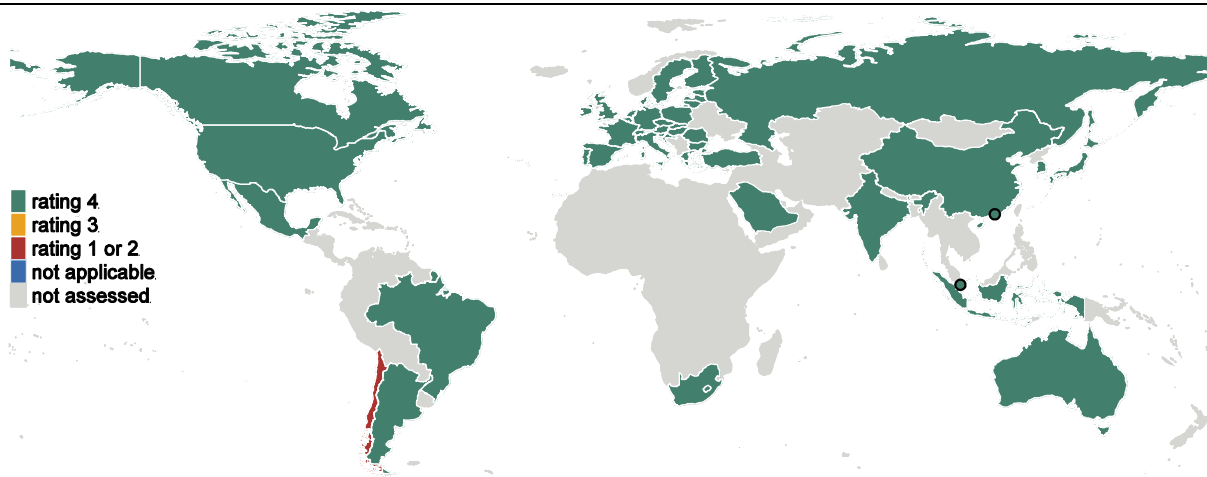 rating 4.
rating 3.
rating 1 or 2.
not applicable.
not assessed.